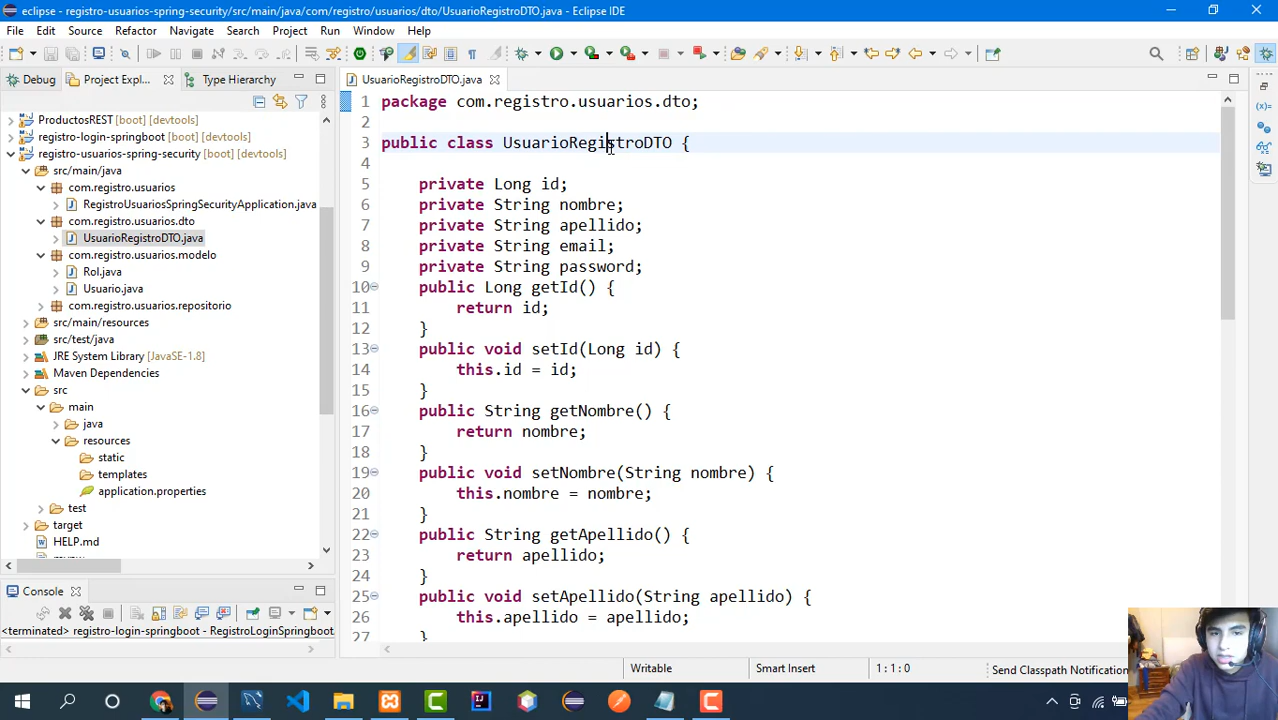 eclipse - registro-usuarios-spring-security/src/main/java/com/registro/usuarios/dto/UsuarioRegistroDTO.java - Eclipse IDE
File Edit Source Refactor Navigate Search Project Run Window Help
Debug Project Expl... Type Hierarchy
UsuarioRegistroDTO.java
ProductosREST [boot] [devtools]
registro-login-springboot [boot] [devtools]
registro-usuarios-spring-security [boot] [devtools]
src/main/java
com.registro.usuarios
RegistroUsuariosSpringSecurityApplication.java
com.registro.usuarios.dto
UsuarioRegistroDTO.java
com.registro.usuarios.modelo
Rol.java
Usuario.java
com.registro.usuarios.repositorio
src/main/resources
src/test/java
JRE System Library [JavaSE-1.8]
Maven Dependencies
src
main
java
resources
static
templates
application.properties
test
target
HELP.md
Console
<terminated> registro-login-springboot - RegistroLoginSpringboot
1 package com.registro.usuarios.dto;
2
3 public class UsuarioRegistroDTO {
4
5 private Long id;
6 private String nombre;
7 private String apellido;
8 private String email;
9 private String password;
10 public Long getId() {
11 return id;
12 }
13 public void setId(Long id) {
14 this.id = id;
15 }
16 public String getNombre() {
17 return nombre;
18 }
19 public void setNombre(String nombre) {
20 this.nombre = nombre;
21 }
22 public String getApellido() {
23 return apellido;
24 }
25 public void setApellido(String apellido) {
26 this.apellido = apellido;
27 }
Writable Smart Insert 1 : 1 : 0 Send Classpath Notification